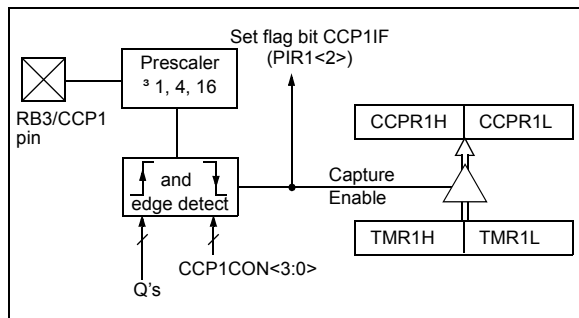 Set flag bit CCP1IF
(PIR1<2>)
Prescaler
³ 1, 4, 16
RB3/CCP1
pin
CCPR1H CCPR1L
and
edge detect
Capture
Enable
TMR1H TMR1L
CCP1CON<3:0>
Q's